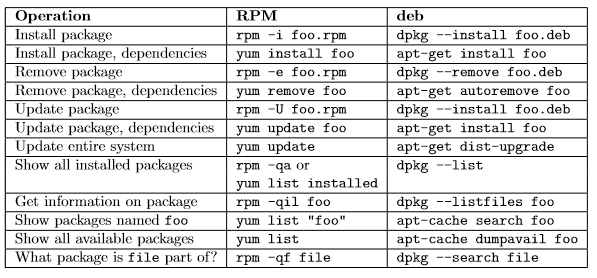 Operation RPM deb
Install package rpm -i foo.rpm dpkg --install foo.deb
Install package, dependencies yum install foo apt-get install foo
Remove package rpm -e foo.rpm dpkg --remove foo.deb
Remove package, dependencies yum remove foo apt-get autoremove foo
Update package rpm -U foo.rpm dpkg --install foo.deb
Update package, dependencies yum update foo apt-get install foo
Update entire system yum update apt-get dist-upgrade
Show all installed packages rpm -qa or dpkg --list
yum list installed
Get information on package rpm -qil foo dpkg --listfiles foo
Show packages named foo yum list "foo" apt-cache search foo
Show all available packages yum list apt-cache dumpavail foo
What package is file part of? rpm -qf file dpkg --search file